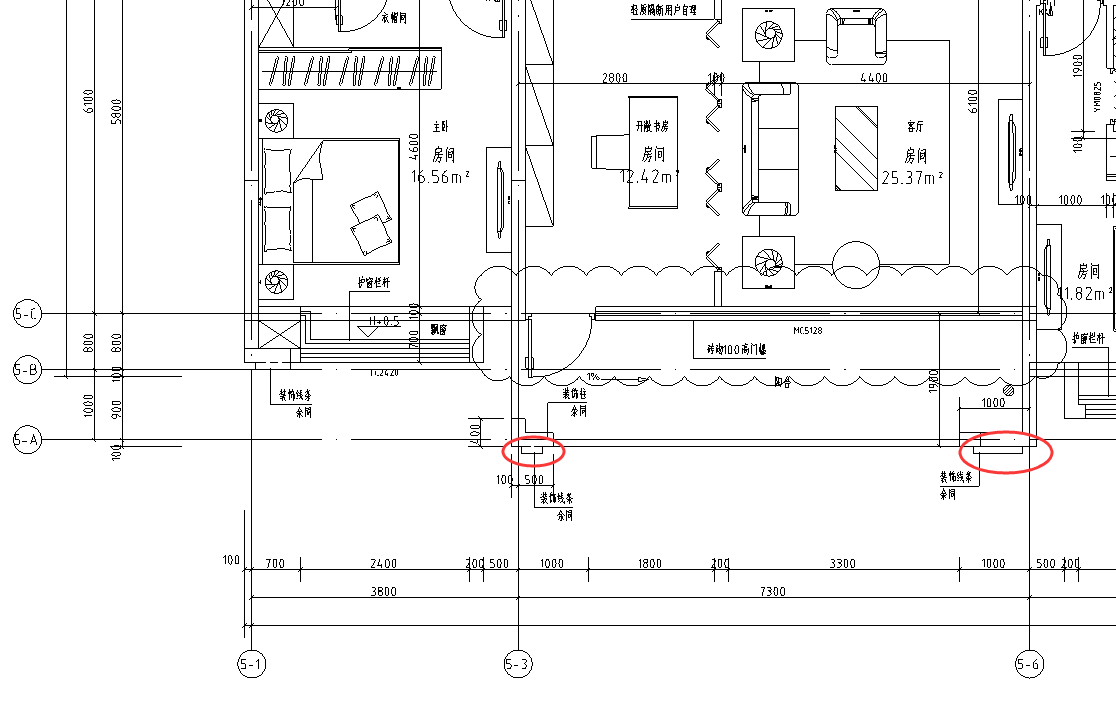 衣帽间
轻质隔断用户自理
2800
100
4400
6100
5800
6100
1900
YM0825
100
主卧
房间
16.56m²
4600
开敞书房
房间
12.42m²
客厅
房间
25.37m²
100
1000
房间
11.82m²
护窗栏杆
H+0.5
飘窗
100
700
5-C
800
800
MC5128
砖砌100高门槛
护窗栏杆
5-B
100
TC2420
1%
阳台
1900
装饰线条
余同
装饰柱
余同
1000
1000
900
400
5-A
100
100
500
装饰线条
余同
装饰线条
余同
100
700
2400
200
500
1000
1800
200
3300
1000
500
200
3800
7300
5-1
5-3
5-6